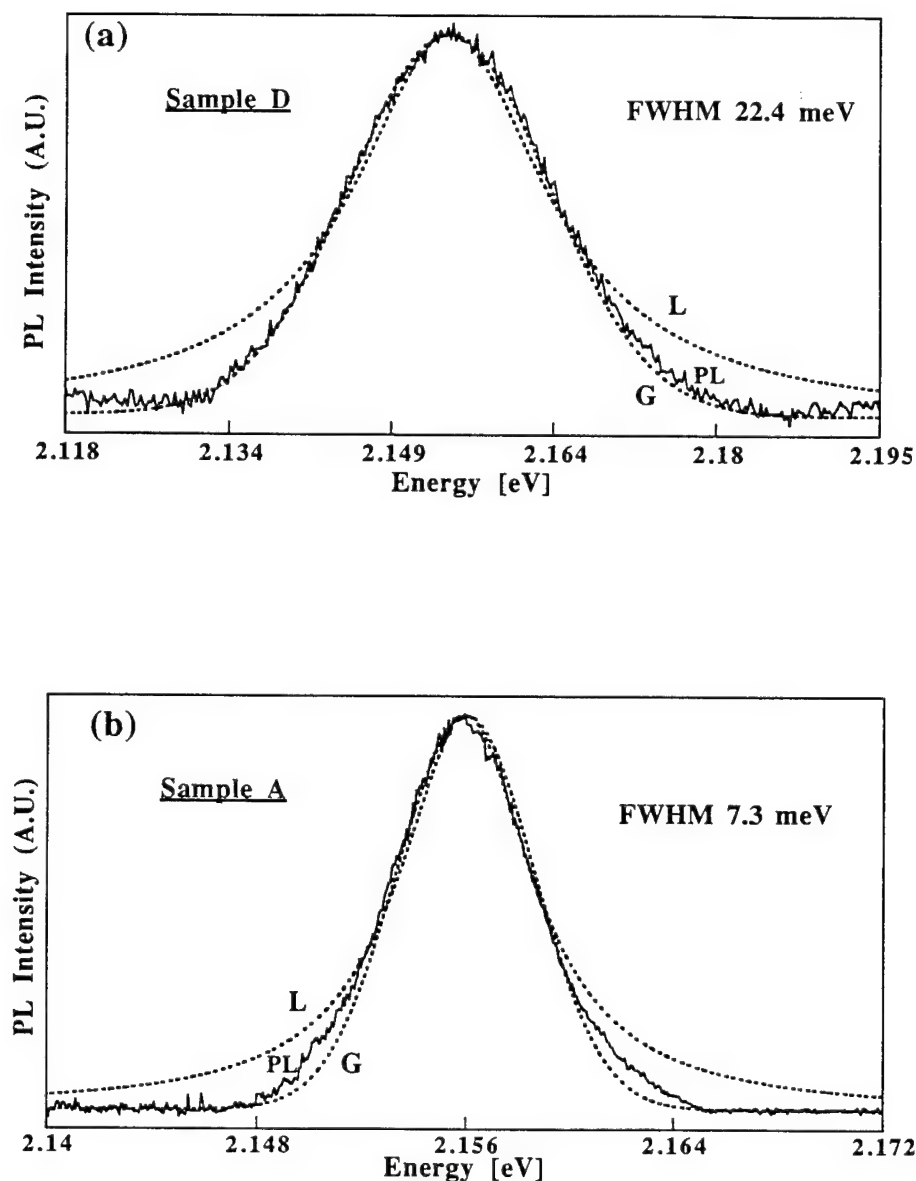 (a)
Sample D
FWHM 22.4 meV
PL Intensity (A.U.)
L
PL
G
2.118 2.134 2.149 2.164 2.18 2.195
Energy [eV]
(b)
Sample A
FWHM 7.3 meV
PL Intensity (A.U.)
L
PL
G
2.14 2.148 2.156 2.164 2.172
Energy [eV]